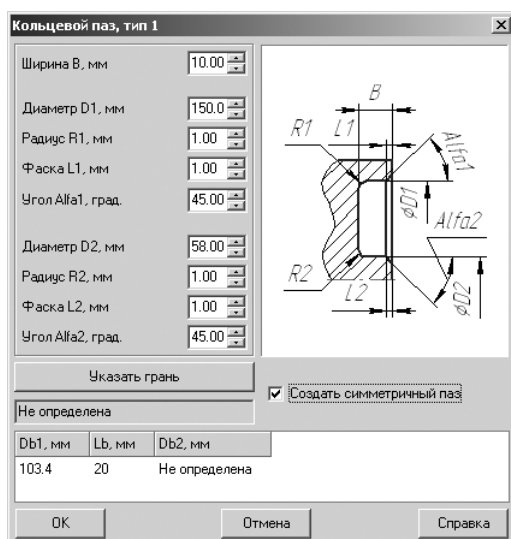 Кольцевой паз, тип 1
Ширина В, мм 10.00
Диаметр D1, мм 150.0
Радиус R1, мм 1.00
Фаска L1, мм 1.00
Угол Alfa1, град. 45.00
Диаметр D2, мм 58.00
Радиус R2, мм 1.00
Фаска L2, мм 1.00
Угол Alfa2, град. 45.00
B
R1 L1
Alfa1
⌀D1
Alfa2
R2 L2
⌀D2
Указать грань
Создать симметричный паз
Не определена
Db1, мм Lb, мм Db2, мм
103.4 20 Не определена
OK Отмена Справка